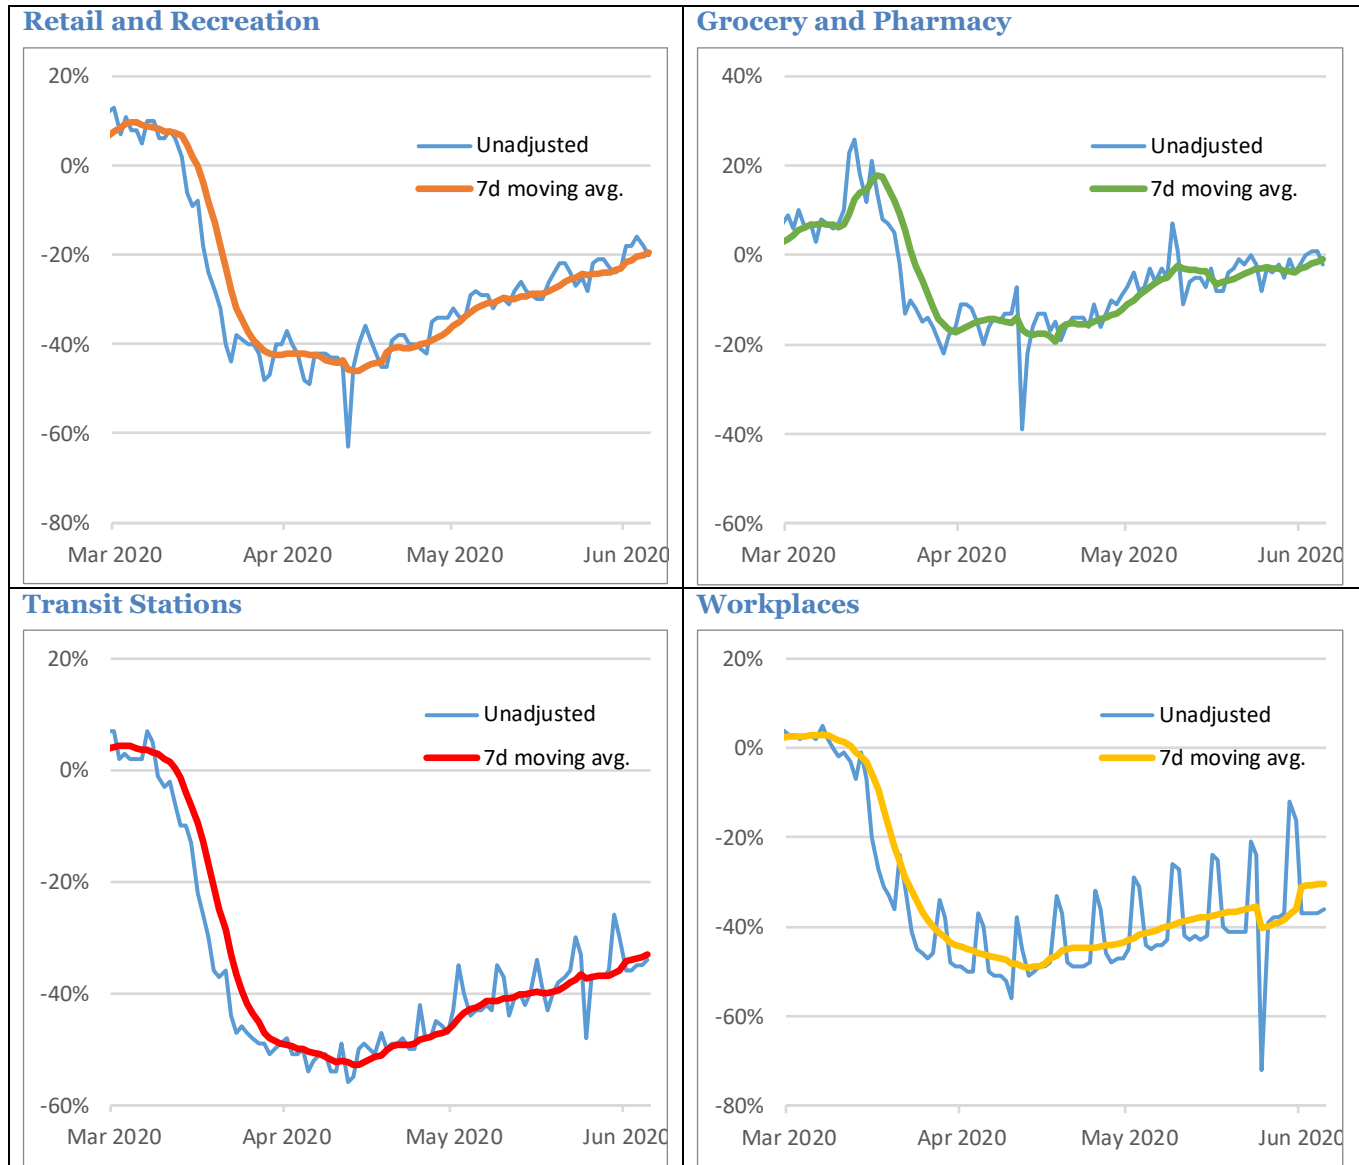 Retail and Recreation
20%
0%
-20%
-40%
-60%
-80%
Unadjusted
7d moving avg.
Mar 2020 Apr 2020 May 2020 Jun 2020
Grocery and Pharmacy
40%
20%
0%
-20%
-40%
-60%
Unadjusted
7d moving avg.
Mar 2020 Apr 2020 May 2020 Jun 2020
Transit Stations
20%
0%
-20%
-40%
-60%
Unadjusted
7d moving avg.
Mar 2020 Apr 2020 May 2020 Jun 2020
Workplaces
20%
0%
-20%
-40%
-60%
-80%
Unadjusted
7d moving avg.
Mar 2020 Apr 2020 May 2020 Jun 2020